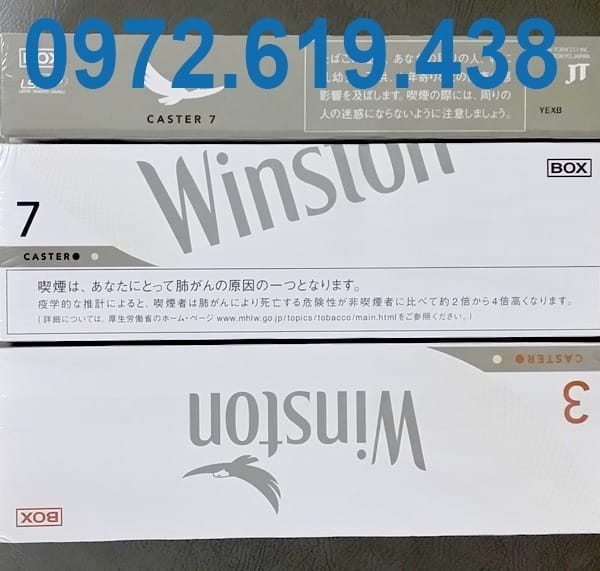 0972.619.438
BOX
CASTER 7
影響を及ぼします。喫煙の際には、周りの
人の迷惑にならないように注意しましょう。
JT
YEXB
Winston
BOX
7
CASTER
喫煙は、あなたにとって肺がんの原因の一つとなります。
疫学的な推計によると、喫煙者は肺がんにより死亡する危険性が非喫煙者に比べて約2倍から4倍高くなります。
(詳細については、厚生労働省のホーム・ページ www.mhlw.go.jp/topics/tobacco/main.htmlをご参照ください。)
CASTER
3
Winston
BOX